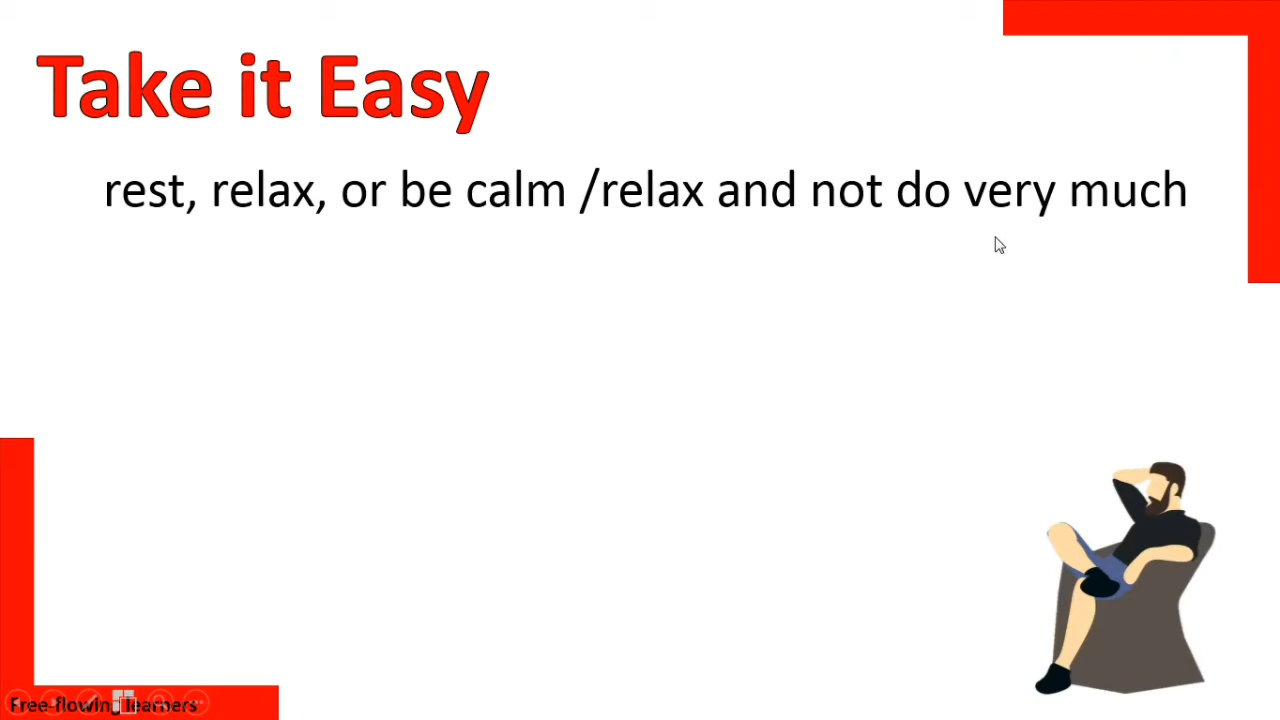 Take it Easy
rest, relax, or be calm /relax and not do very much
Free-flowing learners